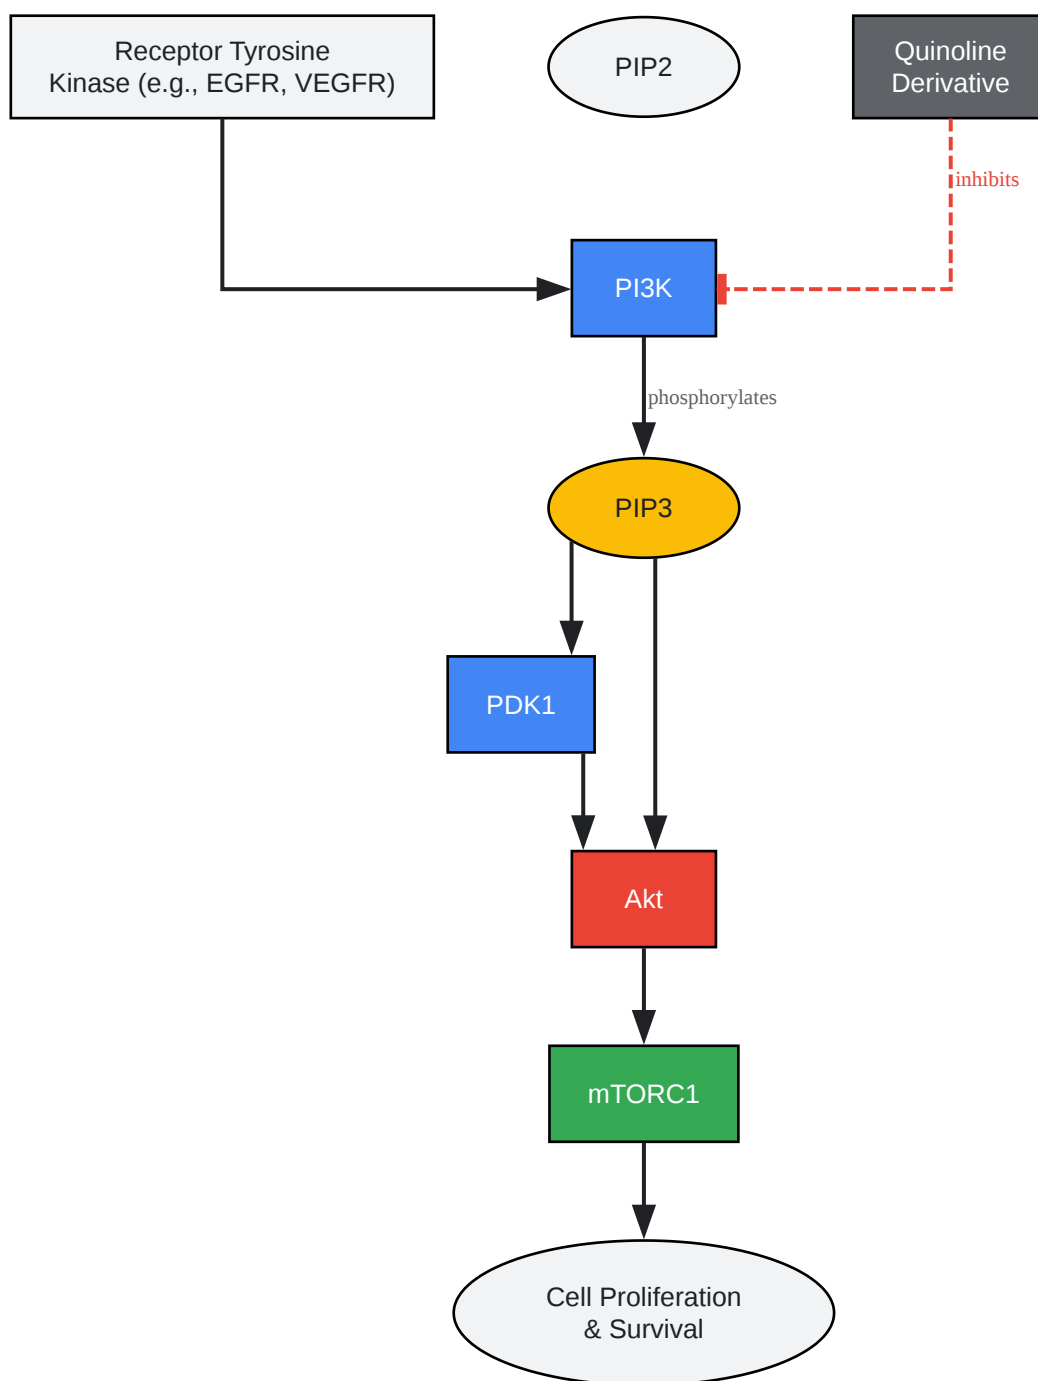 Receptor Tyrosine
Kinase (e.g., EGFR, VEGFR)
PIP2
Quinoline
Derivative
inhibits
PI3K
phosphorylates
PIP3
PDK1
Akt
mTORC1
Cell Proliferation
& Survival